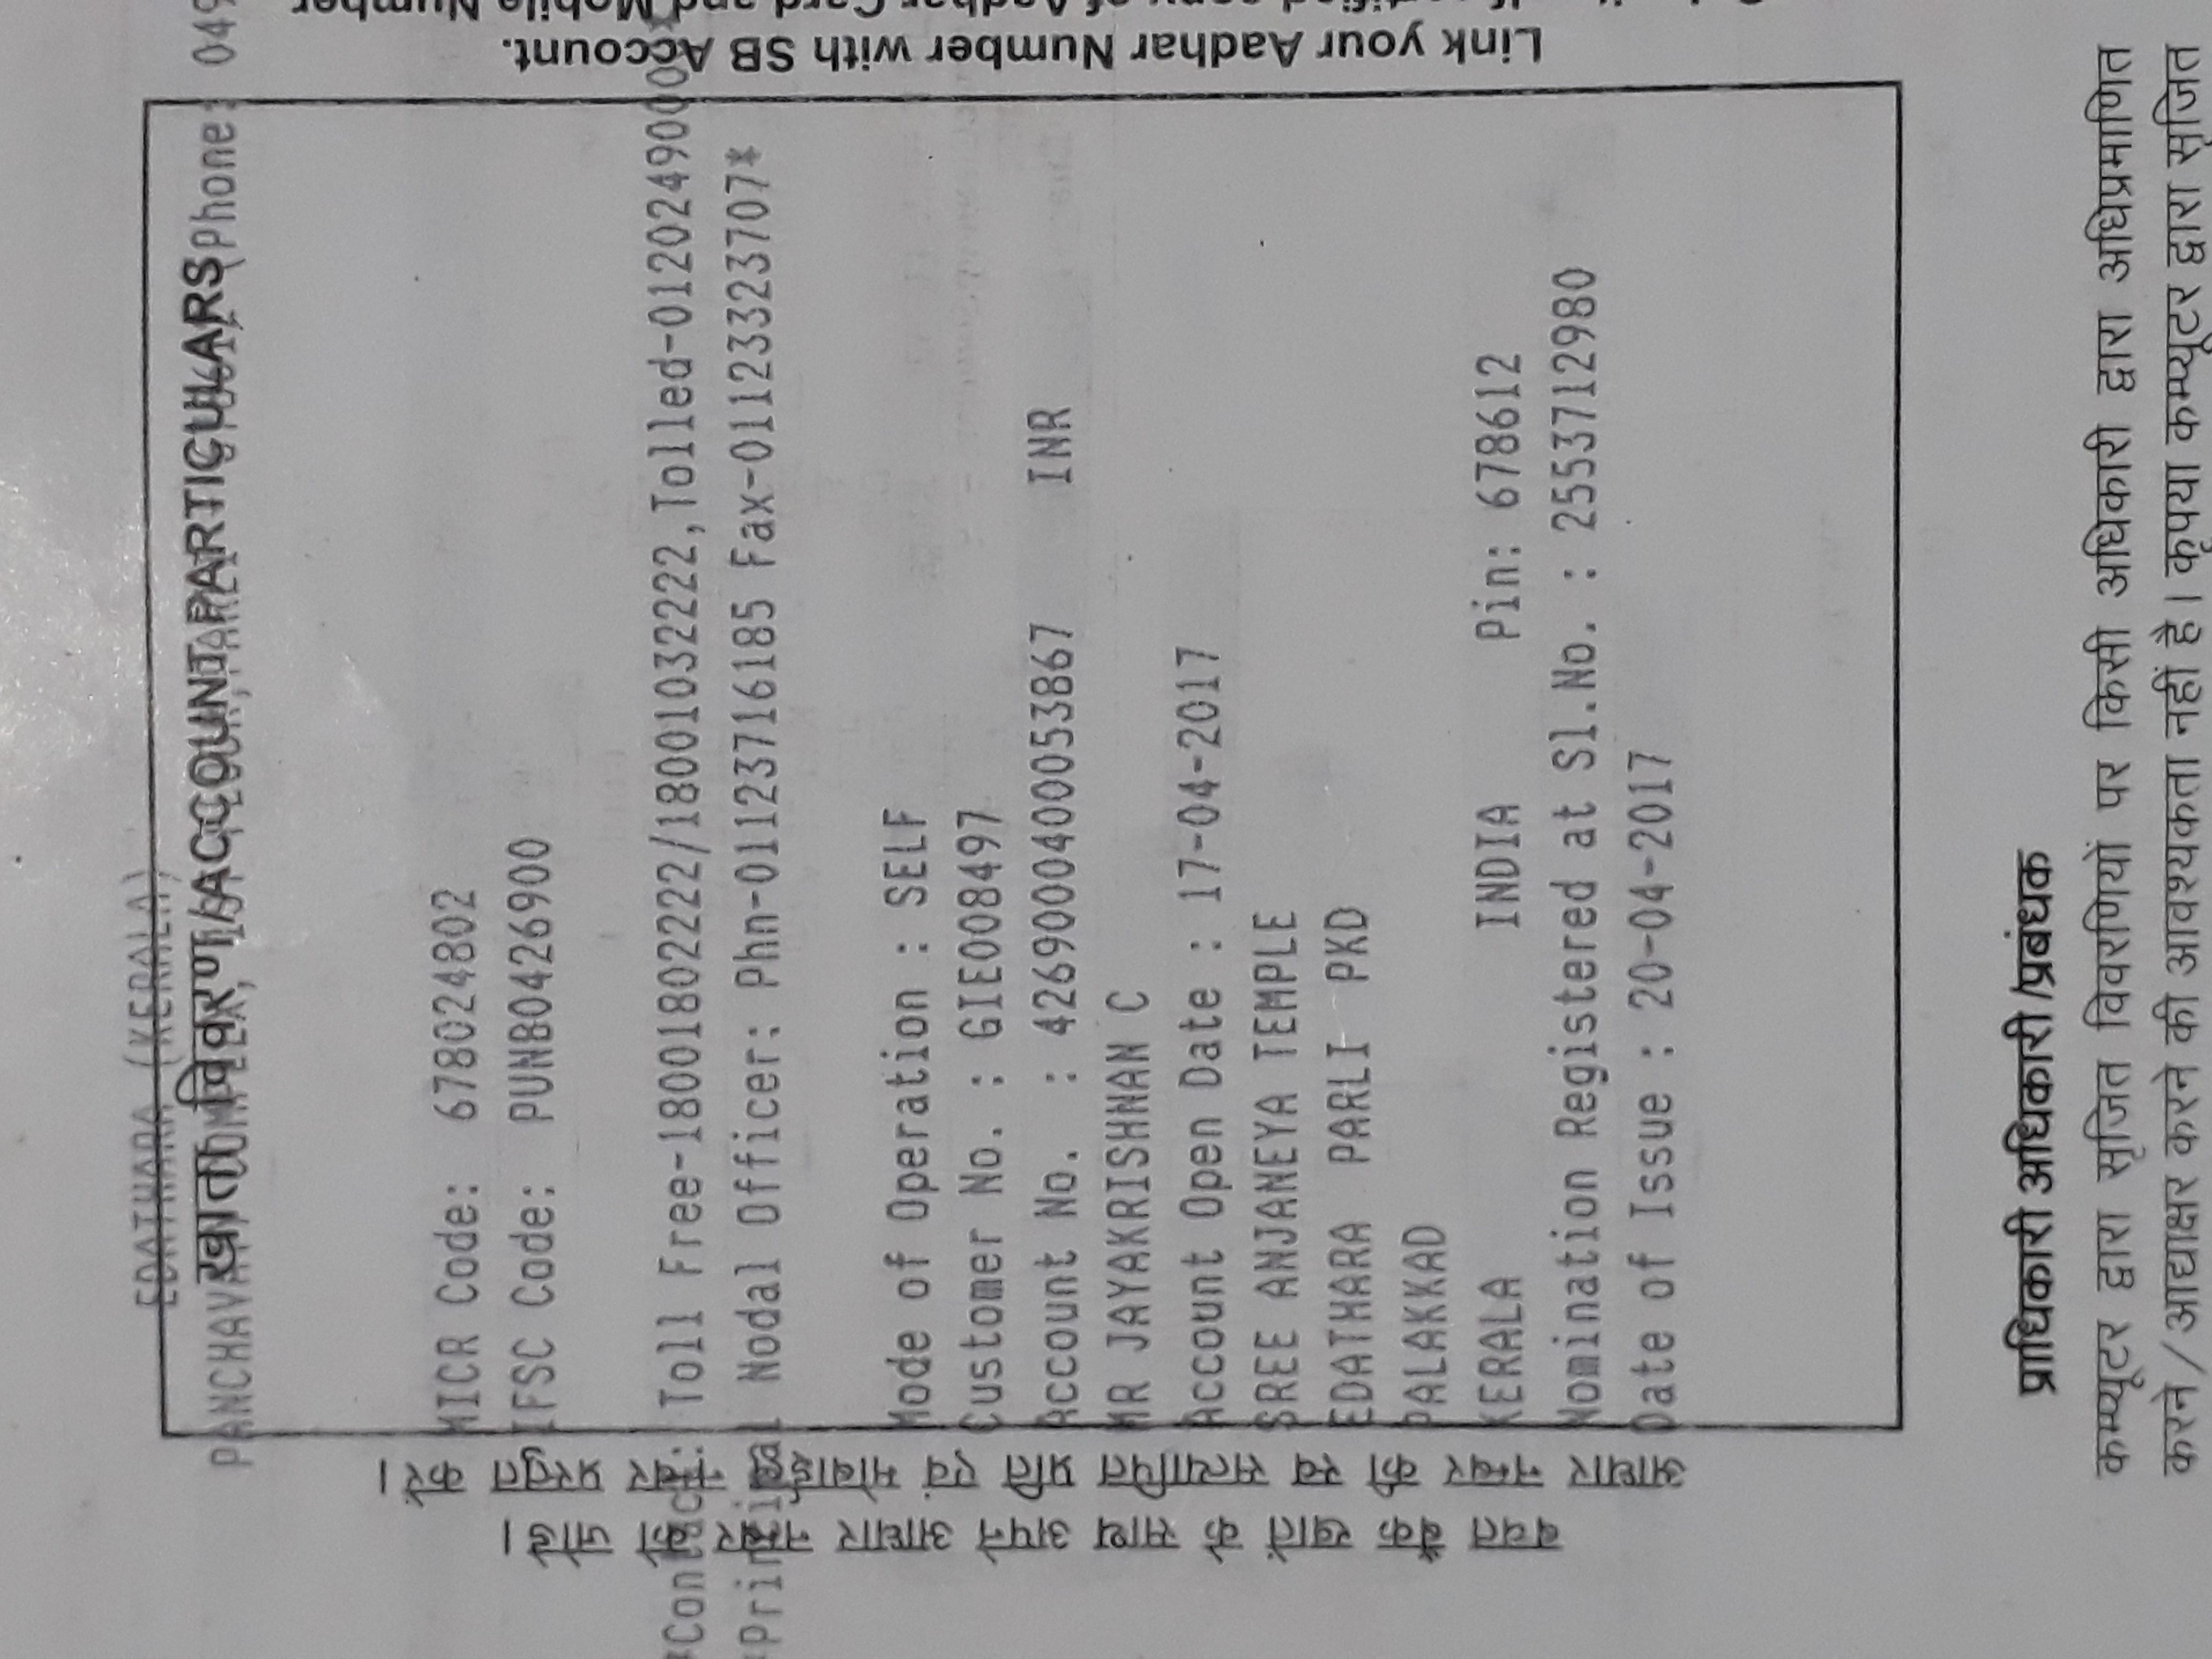 EDATHARA (KERALA)
खाता विवरण/ACCOUNT PARTICULARS
PANCHAVATI COMPLEX, 1ST FLOOR, PARLI - 678612 (Phone: 049
MICR Code: 678024802
IFSC Code: PUNB0426900
*Contact: Toll Free-18001802222/18001032222,Tolled-0120249000
*Principal Nodal Officer: Phn-01123716185 Fax-01123323707*
Mode of Operation : SELF
Customer No. : GIE008497
Account No. : 4269000400053867 INR
MR JAYAKRISHNAN C
Account Open Date : 17-04-2017
SREE ANJANEYA TEMPLE
EDATHARA PARLI PKD
PALAKKAD
KERALA INDIA Pin: 678612
Nomination Registered at Sl.No. : 2553712980
Date of Issue : 20-04-2017
बचत बैंक खातें के साथ अपने आधार नम्बर को जोडे।
आधार नम्बर की स्व सत्यापित प्रति एवं मोबाईल नम्बर प्रस्तुत करें।
Link your Aadhar Number with SB Account.
copy of Aadhar Card and Mobile Number
प्राधिकारी अधिकारी/प्रबंधक
कम्प्यूटर द्वारा सृजित विवरणियों पर किसी अधिकारी द्वारा अधिप्रमाणित
करने/आद्याक्षर करने की आवश्यकता नहीं है। कृपया कम्प्यूटर द्वारा सृजित